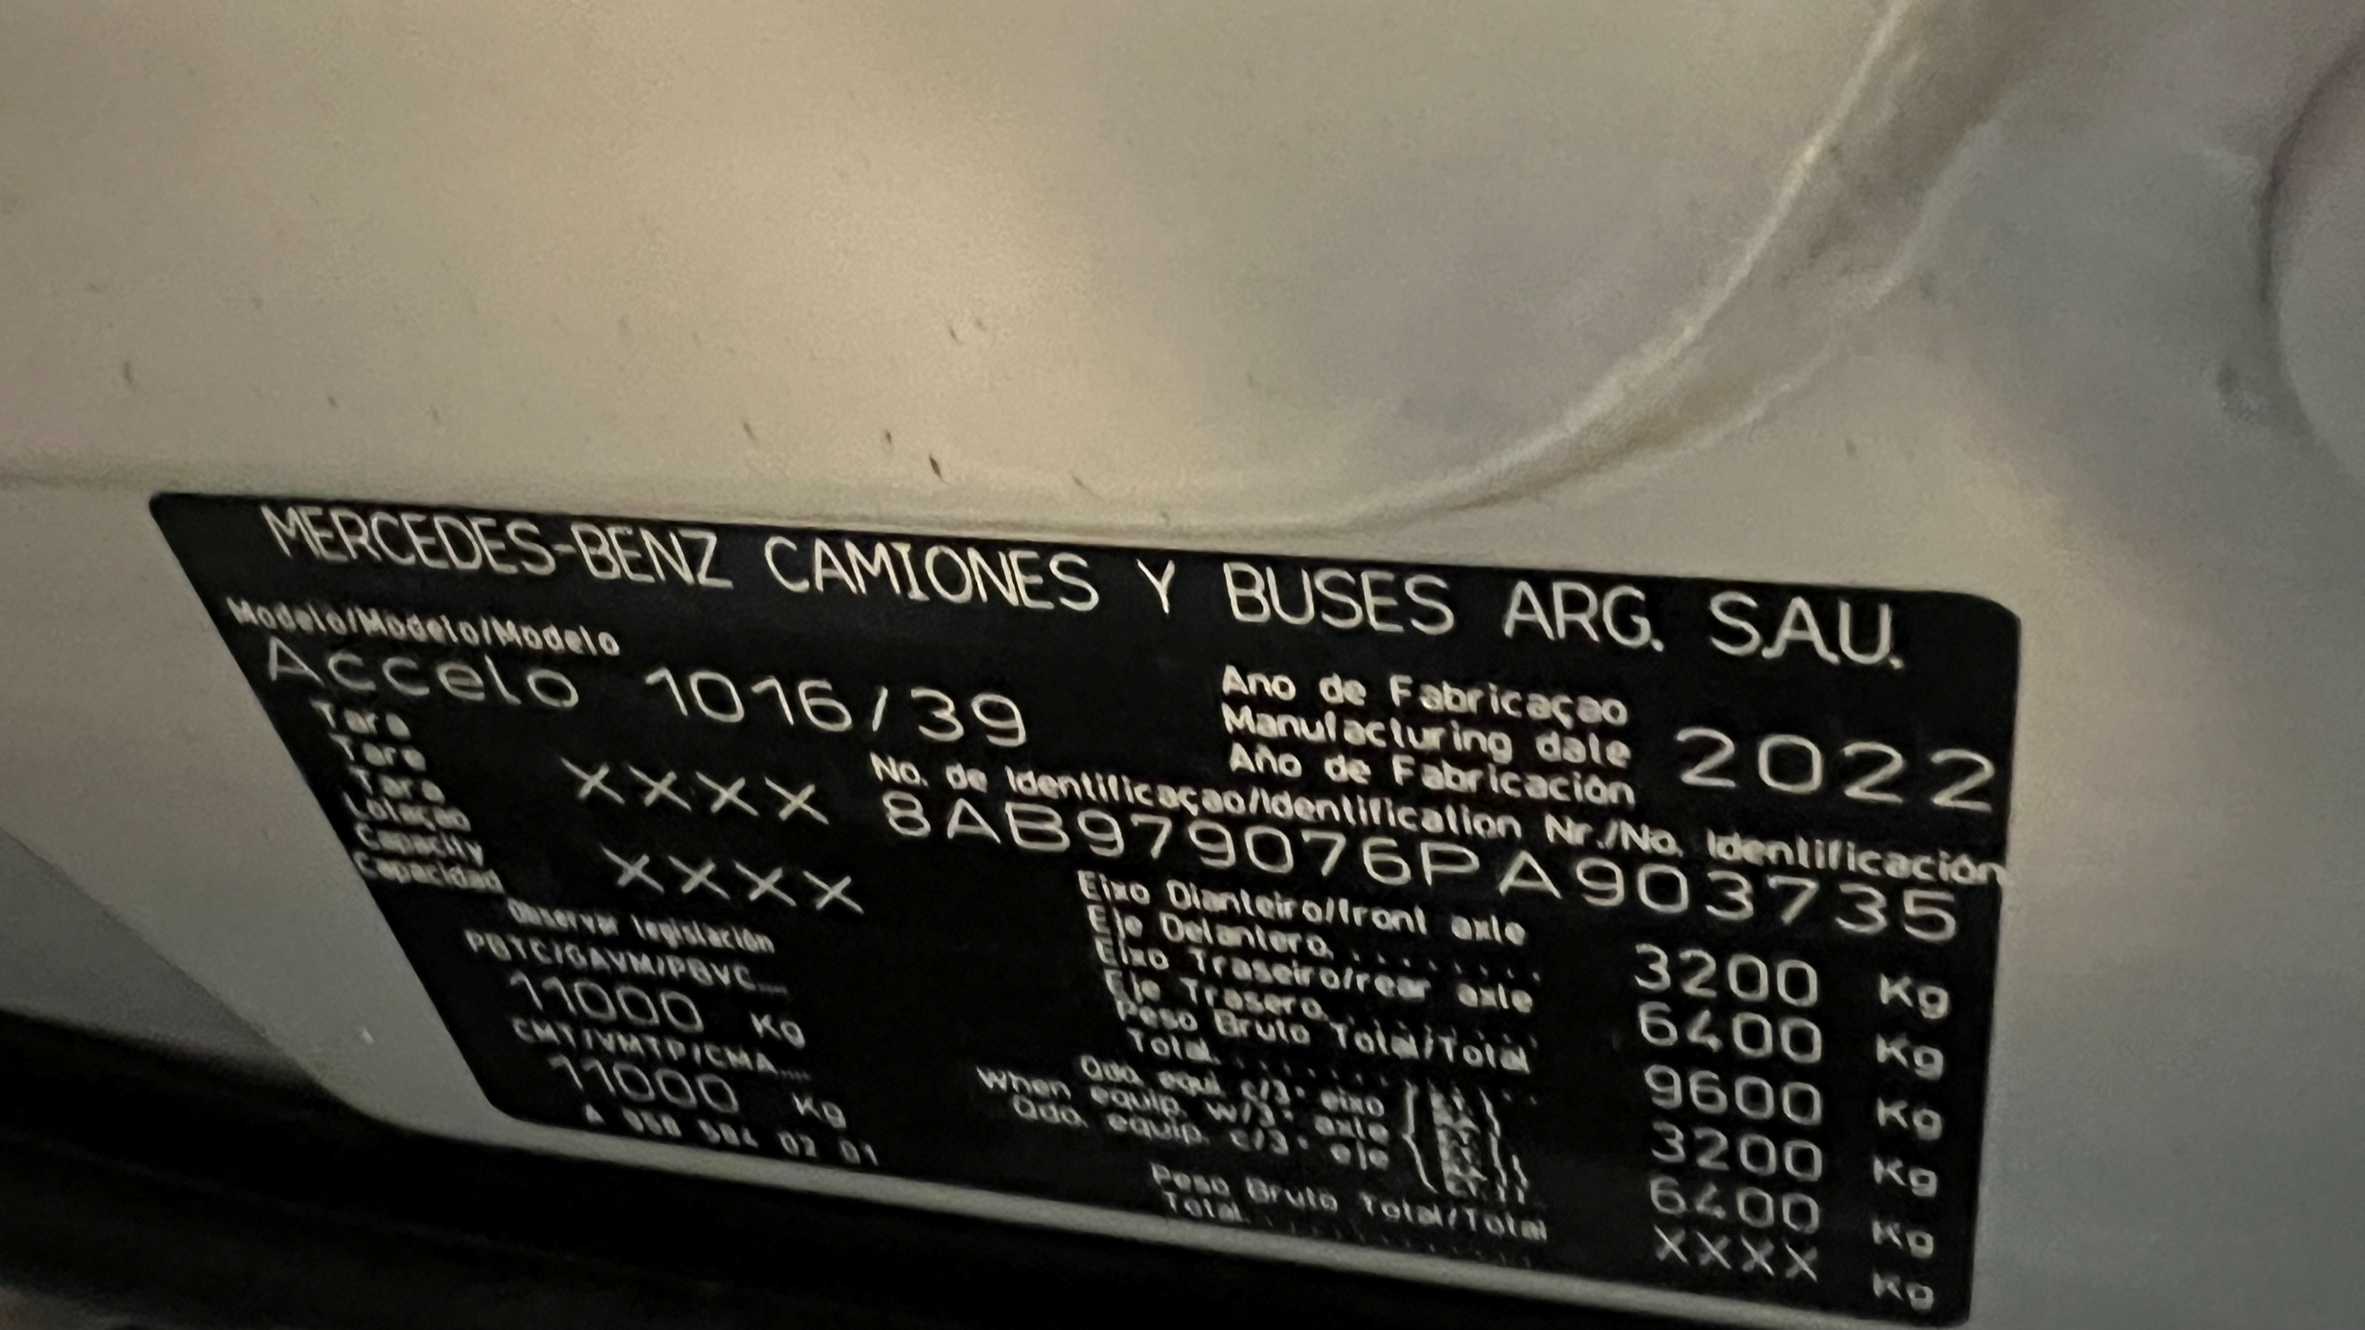 MERCEDES-BENZ CAMIONES Y BUSES ARG. S.A.U.
Modelo/Modelo/Modelo
Accelo 1016/39
Ano de Fabricaçao
Manufacturing date 2022
Año de Fabricación
Tara
Tare
Tara
XXXX
No. de Identificaçao/Identification Nr./No. Identificación
8AB979076PA903735
Lotaçao
Capacity
Capacidad
XXXX
Observar legislación
PBTC/GAVM/PBVC....
11000 Kg
CMT/VMTP/CMA....
11000 Kg
02 01
Eixo Dianteiro/front axle
Eje Delantero......... 3200 Kg
Eixo Traseiro/rear axle
Eje Trasero......... 6400 Kg
Peso Bruto Total/Total
Total......... 9600 Kg
Qdo. equi. c/3° eixo 3200 Kg
When equip. w/3° axle
Qdo. equip. c/3° eje 6400 Kg
Peso Bruto Total/Total
Total......... XXXX Kg